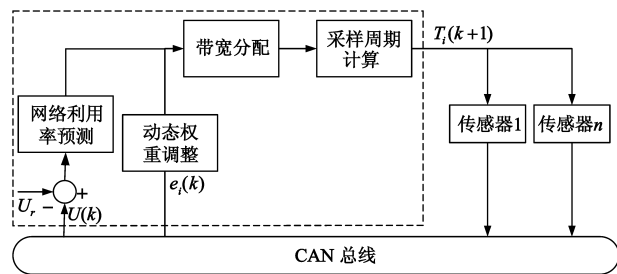 带宽分配
采样周期
计算
T_i(k+1)
网络利用
率预测
动态权
重调整
传感器1
传感器n
e_i(k)
+
U_r −
U(k)
CAN 总线